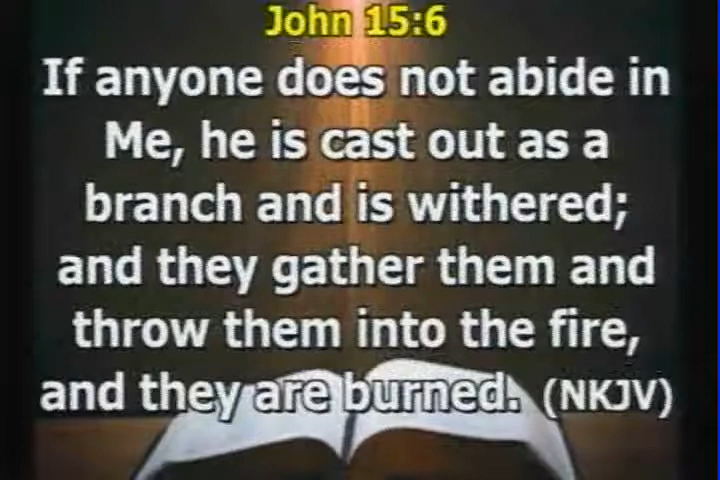 John 15:6
If anyone does not abide in
Me, he is cast out as a
branch and is withered;
and they gather them and
throw them into the fire,
and they are burned. (NKJV)